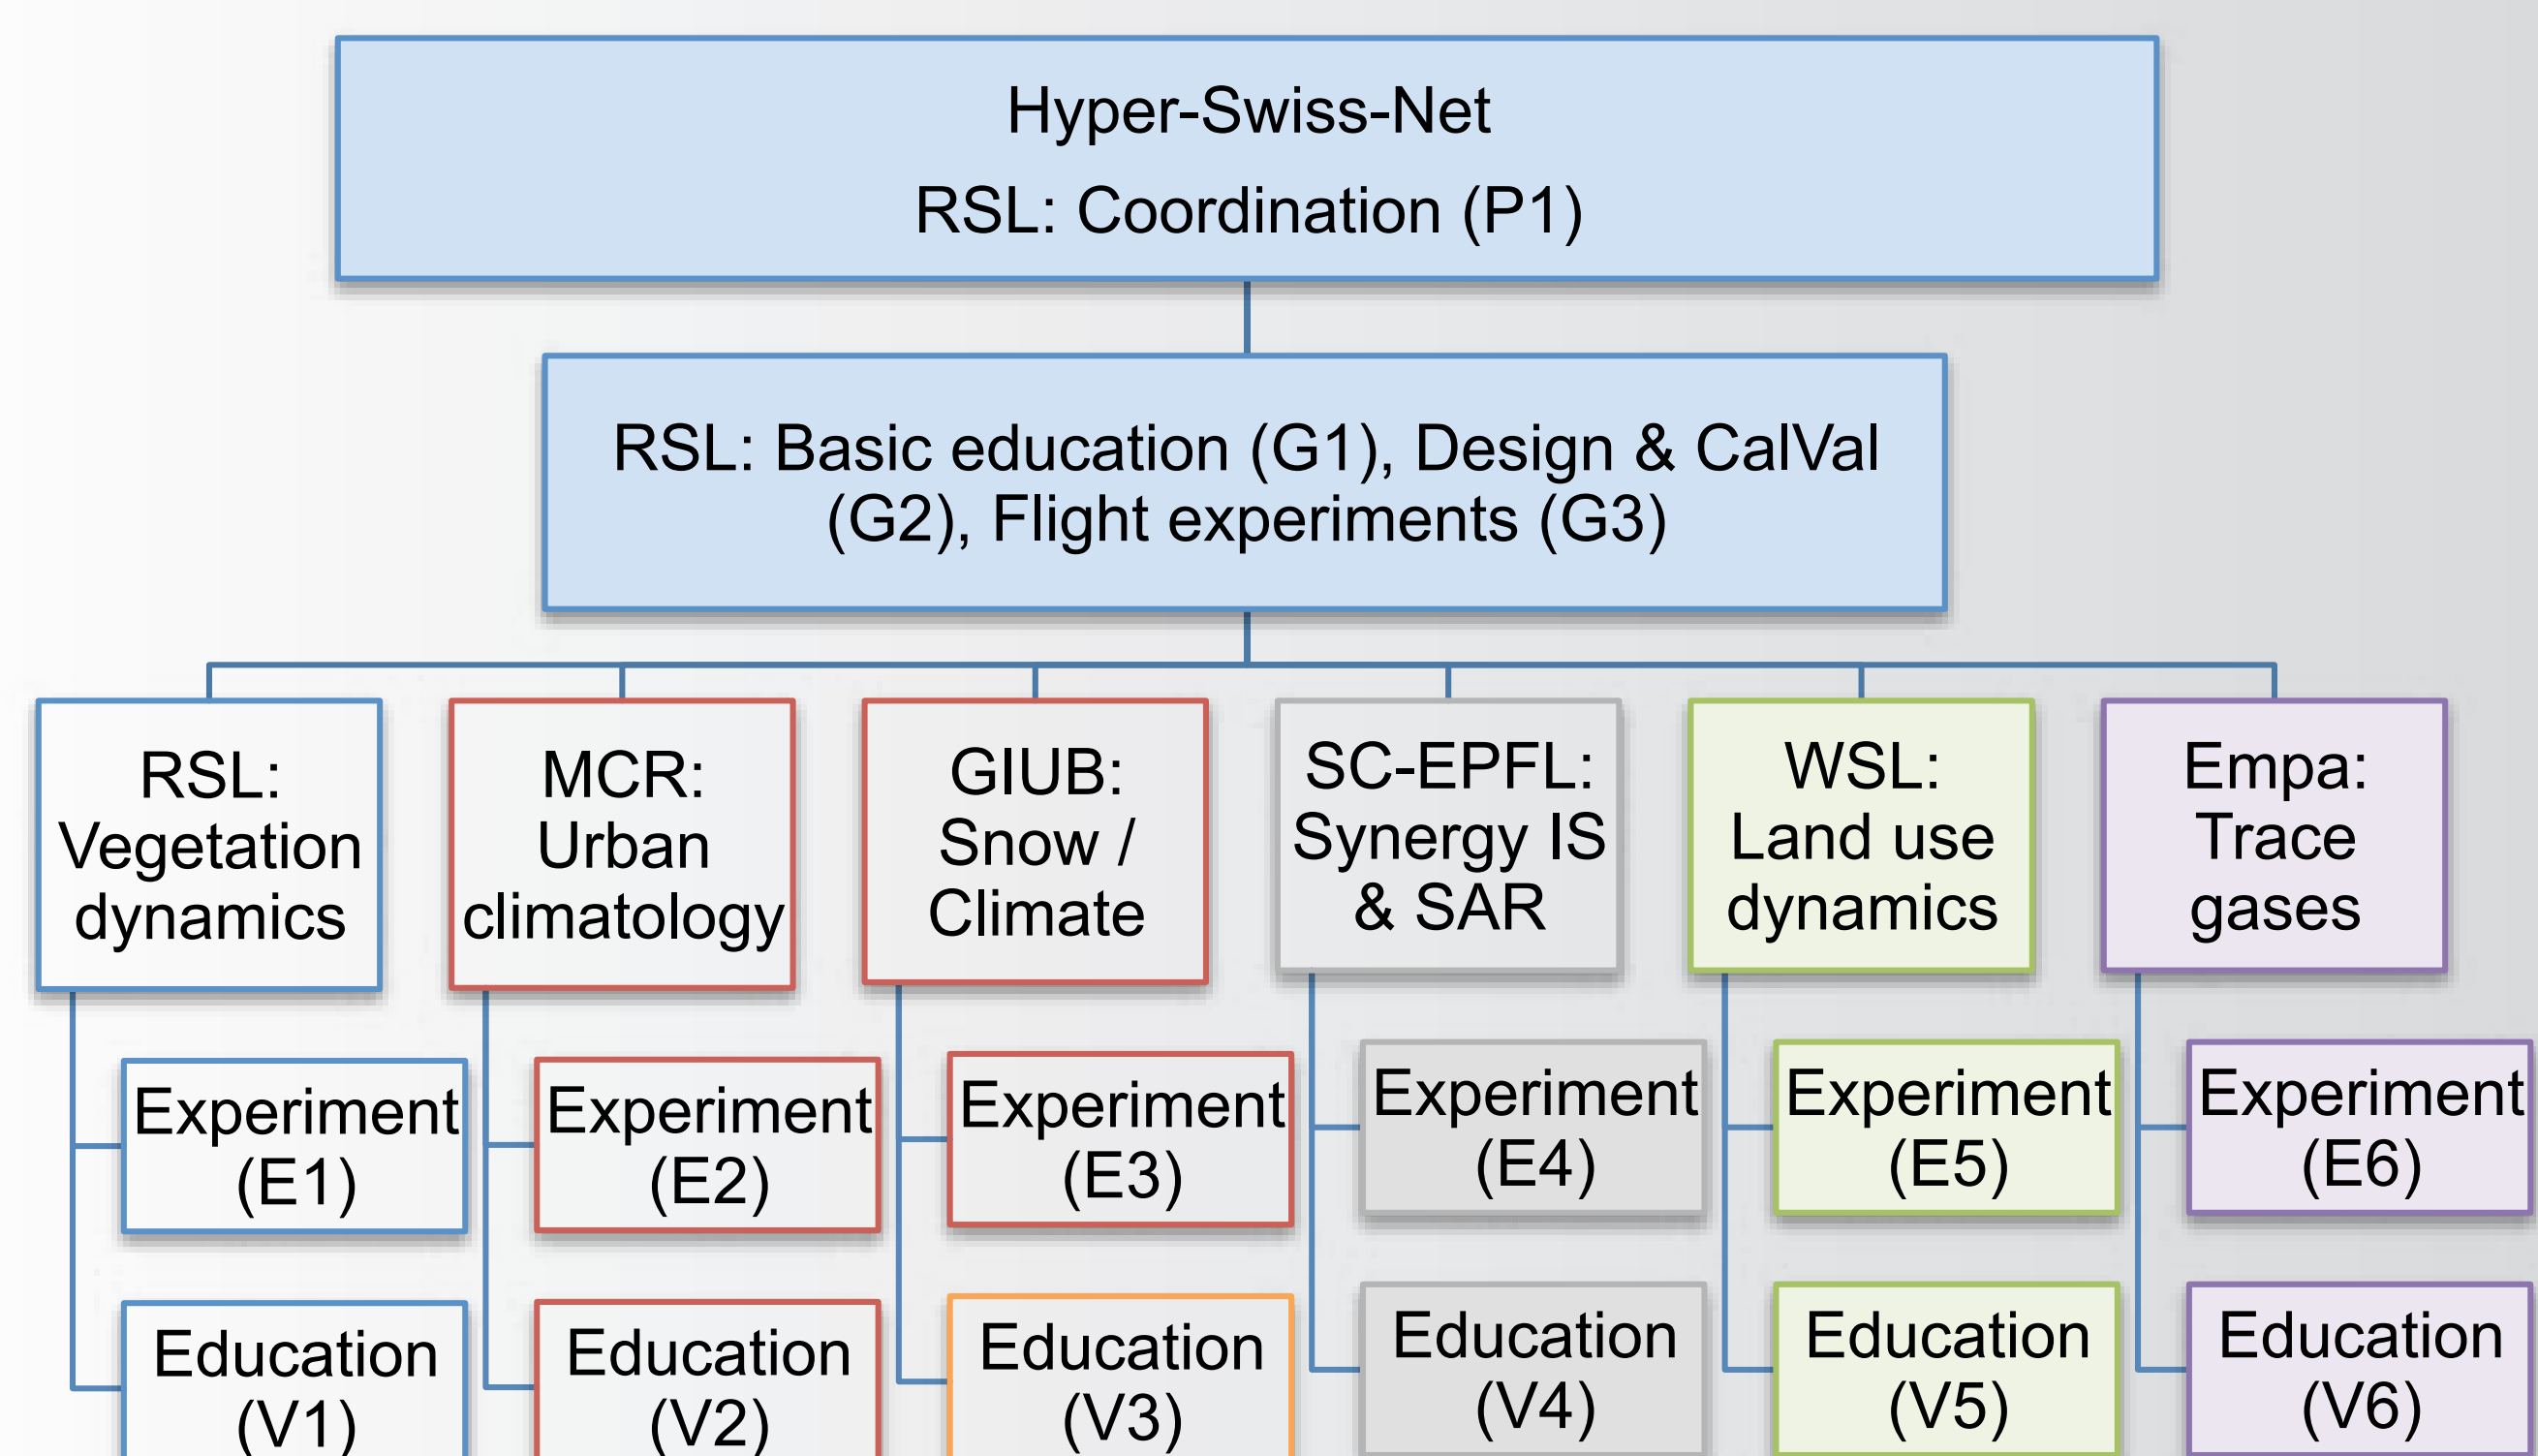 Hyper-Swiss-Net
RSL: Coordination (P1)
RSL: Basic education (G1), Design & CalVal
(G2), Flight experiments (G3)
RSL:
Vegetation
dynamics
MCR:
Urban
climatology
GIUB:
Snow /
Climate
SC-EPFL:
Synergy IS
& SAR
WSL:
Land use
dynamics
Empa:
Trace
gases
Experiment
(E1)
Experiment
(E2)
Experiment
(E3)
Experiment
(E4)
Experiment
(E5)
Experiment
(E6)
Education
(V1)
Education
(V2)
Education
(V3)
Education
(V4)
Education
(V5)
Education
(V6)